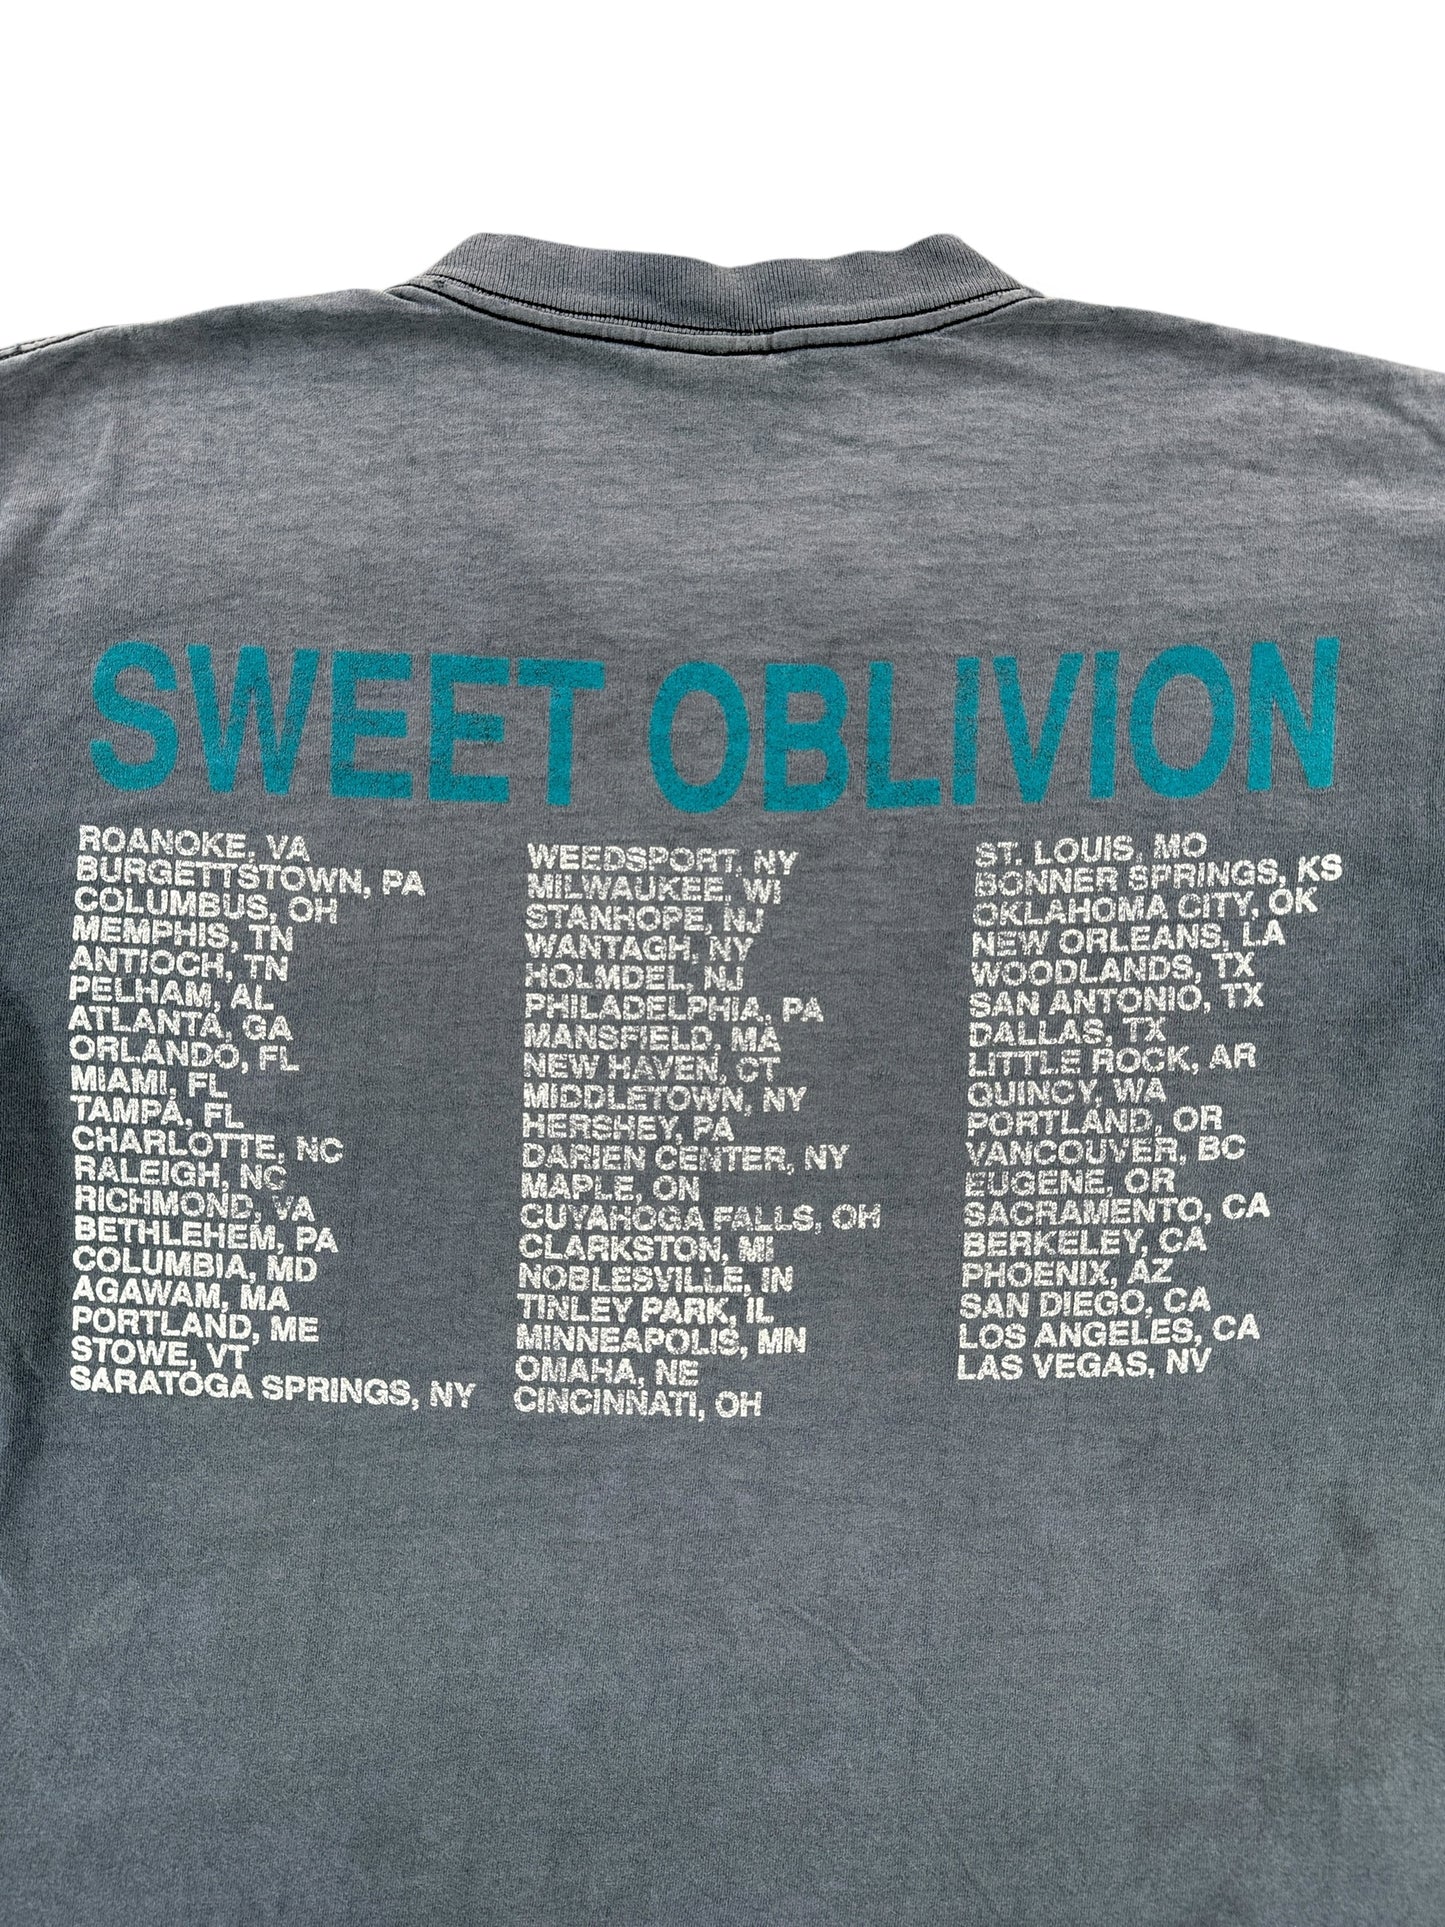 SWEET OBLIVION
ROANOKE, VA
BURGETTSTOWN, PA
COLUMBUS, OH
MEMPHIS, TN
ANTIOCH, TN
PELHAM, AL
ATLANTA, GA
ORLANDO, FL
MIAMI, FL
TAMPA, FL
CHARLOTTE, NC
RALEIGH, NC
RICHMOND, VA
BETHLEHEM, PA
COLUMBIA, MD
AGAWAM, MA
PORTLAND, ME
STOWE, VT
SARATOGA SPRINGS, NY
WEEDSPORT, NY
MILWAUKEE, WI
STANHOPE, NJ
WANTAGH, NY
HOLMDEL, NJ
PHILADELPHIA, PA
MANSFIELD, MA
NEW HAVEN, CT
MIDDLETOWN, NY
HERSHEY, PA
DARIEN CENTER, NY
MAPLE, ON
CUYAHOGA FALLS, OH
CLARKSTON, MI
NOBLESVILLE, IN
TINLEY PARK, IL
MINNEAPOLIS, MN
OMAHA, NE
CINCINNATI, OH
ST. LOUIS, MO
BONNER SPRINGS, KS
OKLAHOMA CITY, OK
NEW ORLEANS, LA
WOODLANDS, TX
SAN ANTONIO, TX
DALLAS, TX
LITTLE ROCK, AR
QUINCY, WA
PORTLAND, OR
VANCOUVER, BC
EUGENE, OR
SACRAMENTO, CA
BERKELEY, CA
PHOENIX, AZ
SAN DIEGO, CA
LOS ANGELES, CA
LAS VEGAS, NV